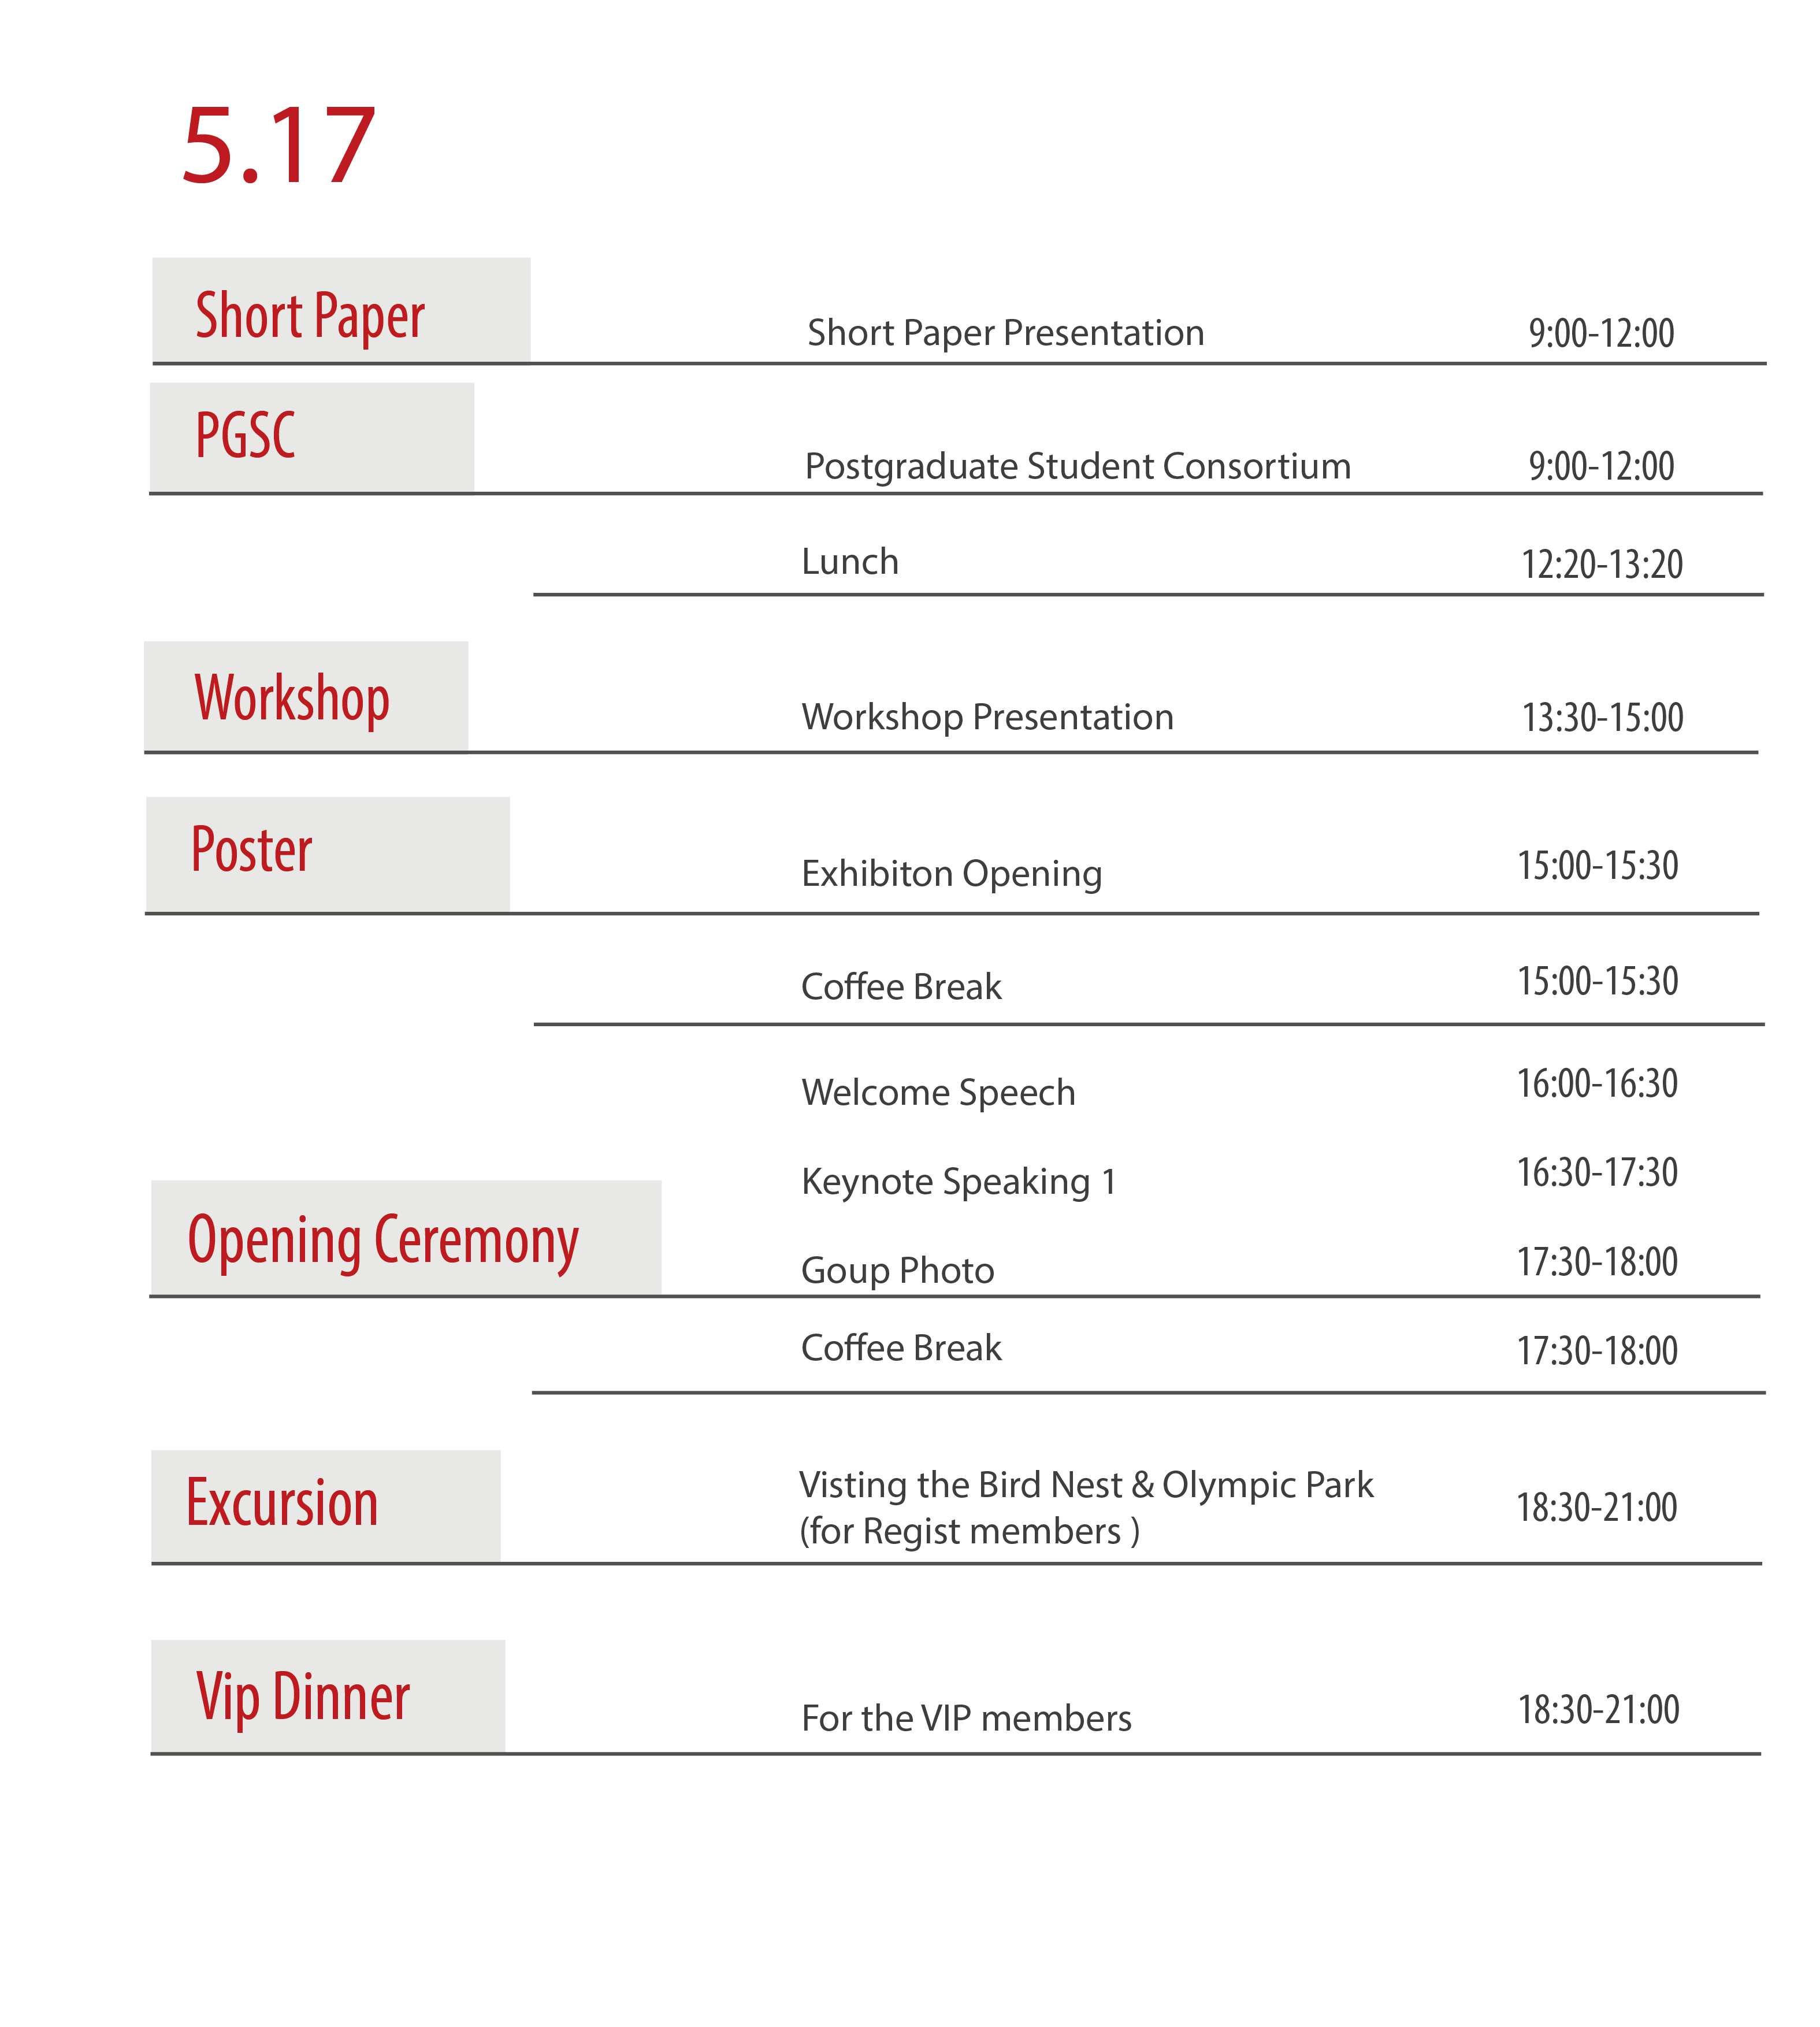 5.17
Short Paper
Short Paper Presentation 9:00-12:00
PGSC
Postgraduate Student Consortium 9:00-12:00
Lunch 12:20-13:20
Workshop
Workshop Presentation 13:30-15:00
Poster
Exhibiton Opening 15:00-15:30
Coffee Break 15:00-15:30
Welcome Speech 16:00-16:30
Keynote Speaking 1 16:30-17:30
Opening Ceremony
Goup Photo 17:30-18:00
Coffee Break 17:30-18:00
Excursion
Visting the Bird Nest & Olympic Park
(for Regist members ) 18:30-21:00
Vip Dinner
For the VIP members 18:30-21:00